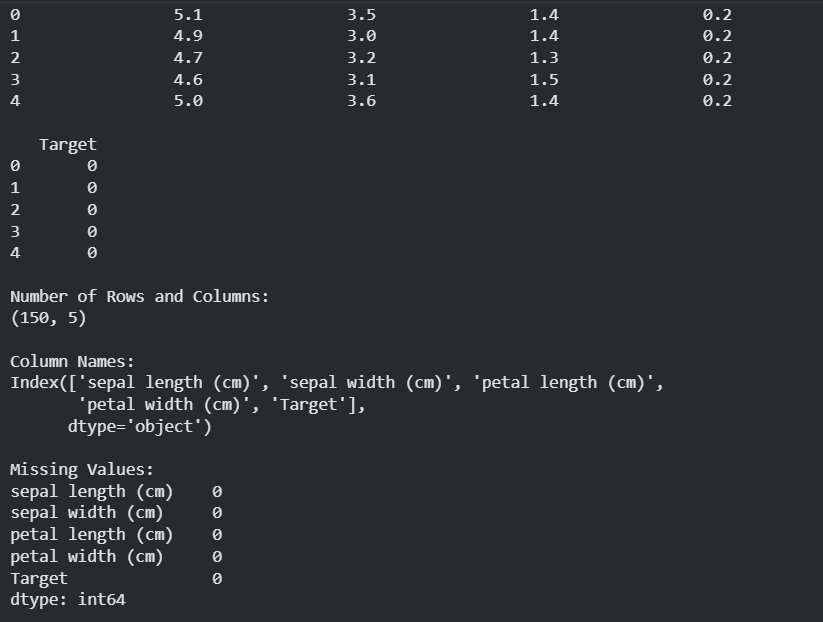 0                5.1               3.5                1.4               0.2
1                4.9               3.0                1.4               0.2
2                4.7               3.2                1.3               0.2
3                4.6               3.1                1.5               0.2
4                5.0               3.6                1.4               0.2
   Target
0       0
1       0
2       0
3       0
4       0
Number of Rows and Columns:
(150, 5)
Column Names:
Index(['sepal length (cm)', 'sepal width (cm)', 'petal length (cm)',
       'petal width (cm)', 'Target'],
      dtype='object')
Missing Values:
sepal length (cm)    0
sepal width (cm)     0
petal length (cm)    0
petal width (cm)     0
Target               0
dtype: int64